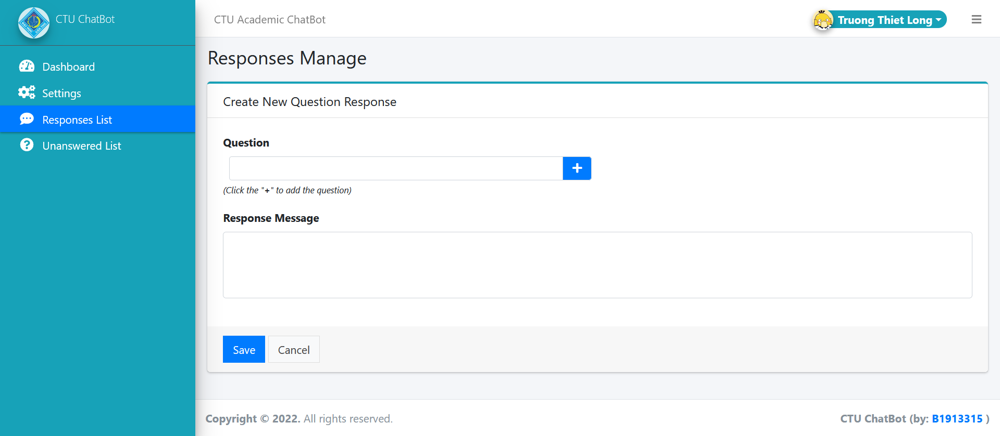 CTU ChatBot
CTU Academic ChatBot
Truong Thiet Long
Dashboard
Settings
Responses List
Unanswered List
Responses Manage
Create New Question Response
Question
(Click the "+" to add the question)
Response Message
Save
Cancel
Copyright © 2022. All rights reserved.
CTU ChatBot (by: B1913315 )